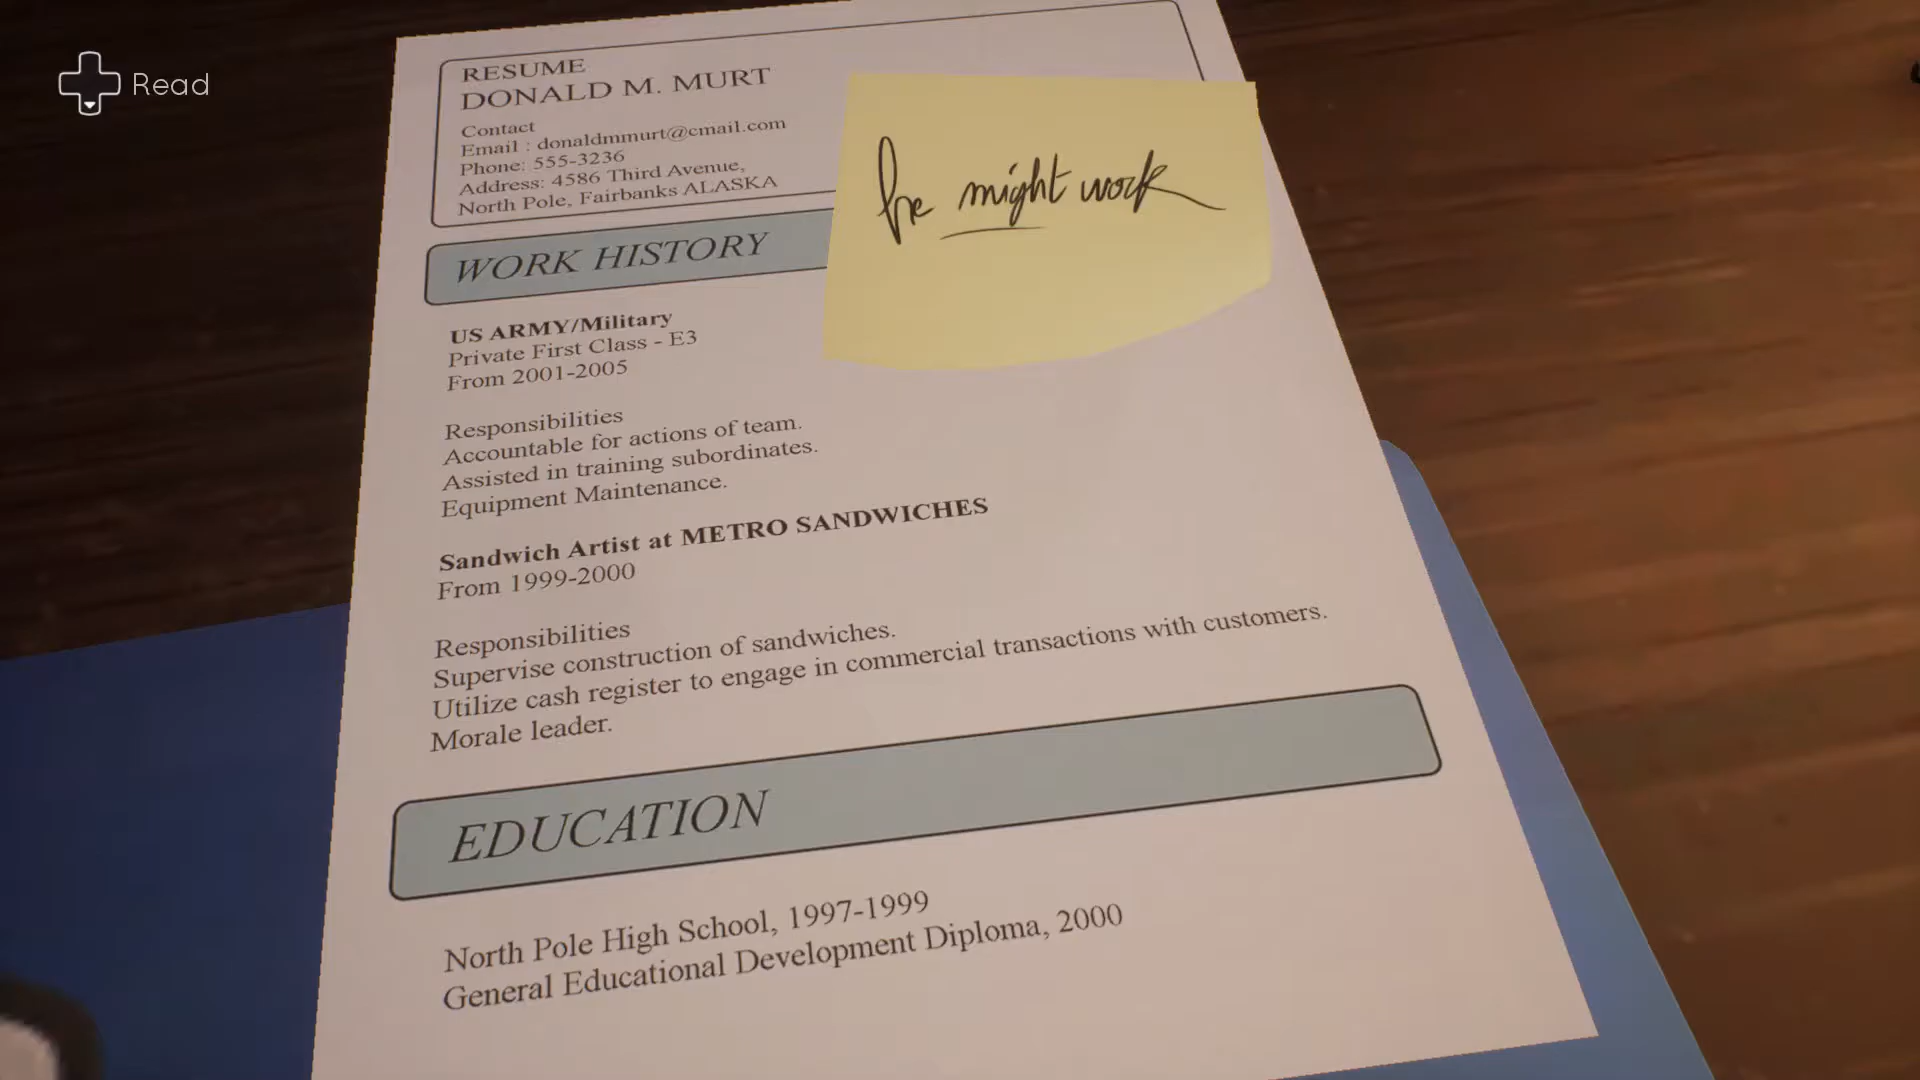 Read
RESUME
DONALD M. MURT
Contact
Email : donaldmmurt@cmail.com
Phone: 555-3236
Address: 4586 Third Avenue,
North Pole, Fairbanks ALASKA
he might work
WORK HISTORY
US ARMY/Military
Private First Class - E3
From 2001-2005
Responsibilities
Accountable for actions of team.
Assisted in training subordinates.
Equipment Maintenance.
Sandwich Artist at METRO SANDWICHES
From 1999-2000
Responsibilities
Supervise construction of sandwiches.
Utilize cash register to engage in commercial transactions with customers.
Morale leader.
EDUCATION
North Pole High School, 1997-1999
General Educational Development Diploma, 2000